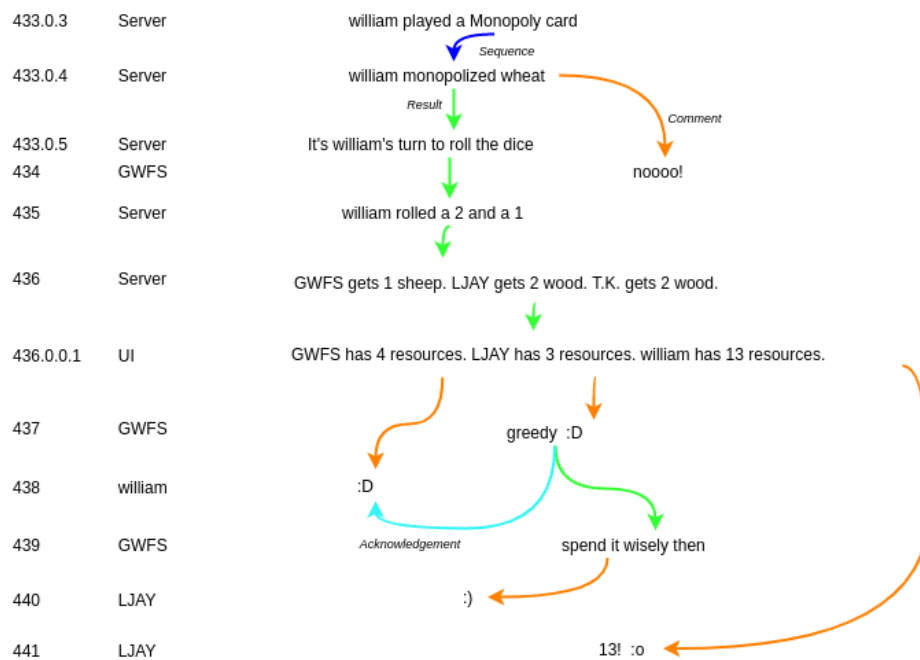 433.0.3 Server william played a Monopoly card
Sequence
433.0.4 Server william monopolized wheat
Result
Comment
433.0.5 Server It's william's turn to roll the dice
434 GWFS noooo!
435 Server william rolled a 2 and a 1
436 Server GWFS gets 1 sheep. LJAY gets 2 wood. T.K. gets 2 wood.
436.0.0.1 UI GWFS has 4 resources. LJAY has 3 resources. william has 13 resources.
437 GWFS greedy :D
438 william :D
439 GWFS Acknowledgement spend it wisely then
440 LJAY :)
441 LJAY 13! :o